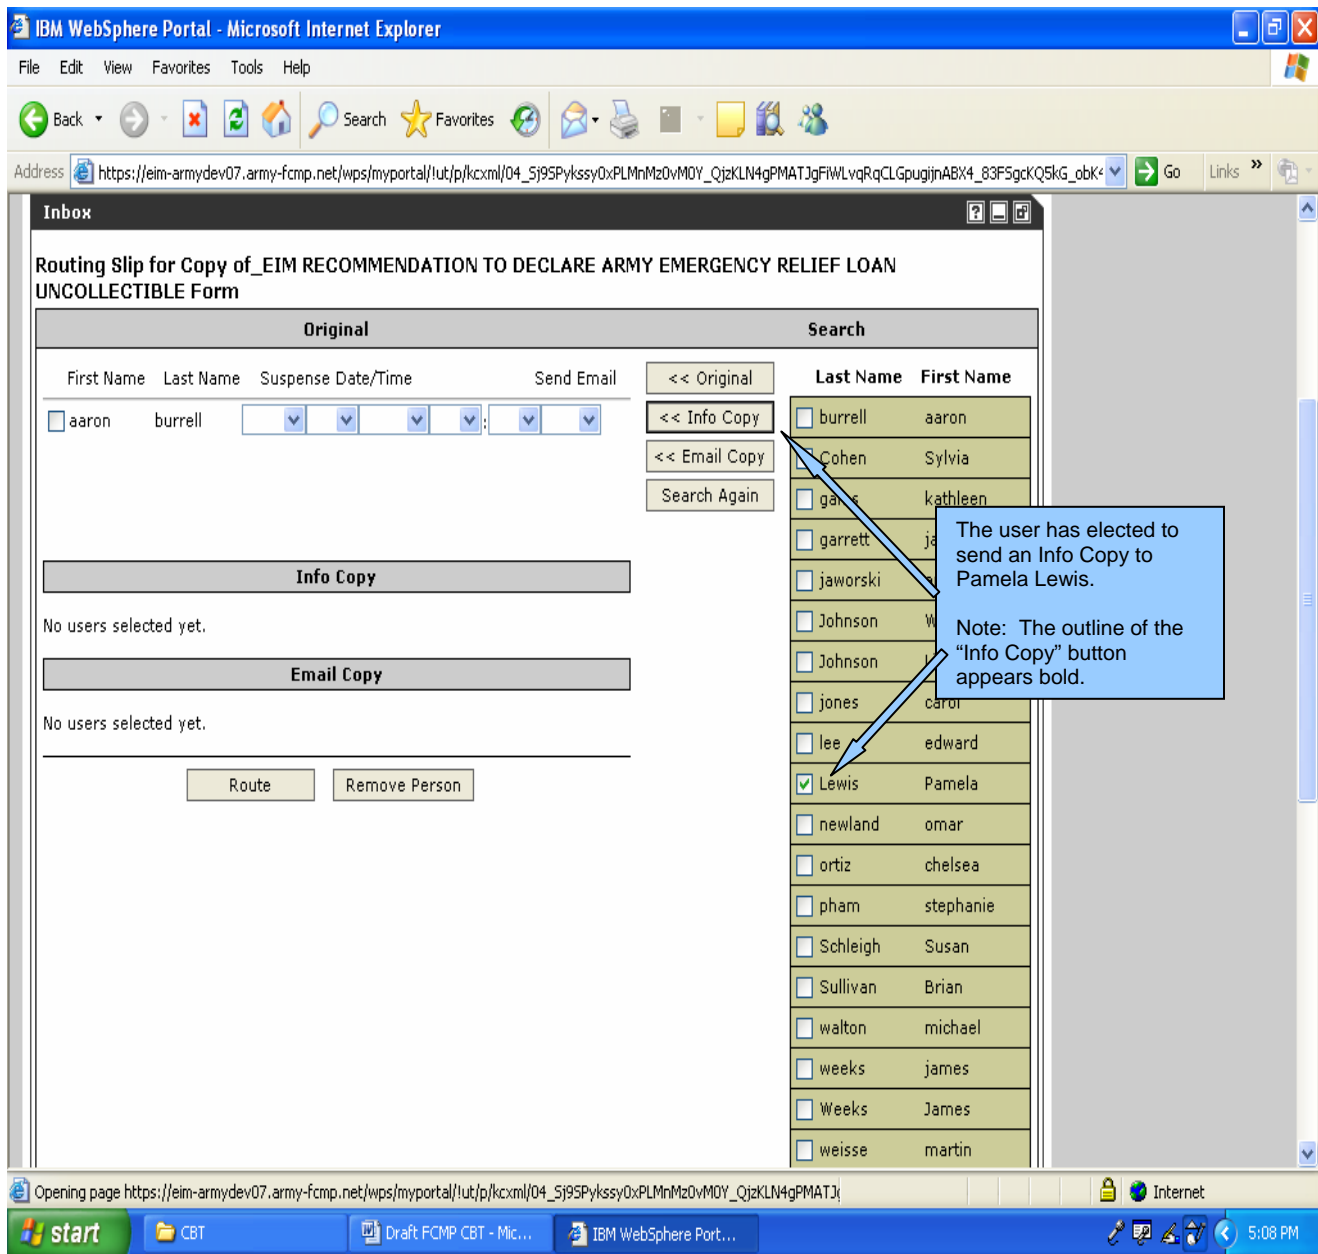 IBM WebSphere Portal - Microsoft Internet Explorer
File Edit View Favorites Tools Help
Back Search Favorites
Address https://eim-armydev07.army-fcmp.net/wps/myportal/!ut/p/kcxml/04_Sj9SPykssy0xPLMnMz0vM0Y_QjzKLN4gPMATJgFiWLvqRqCLGpugijnABX4_83FSgcKQ5kG_obK Go Links »
Inbox
Routing Slip for Copy of_EIM RECOMMENDATION TO DECLARE ARMY EMERGENCY RELIEF LOAN
UNCOLLECTIBLE Form
Original Search
First Name Last Name Suspense Date/Time Send Email << Original Last Name First Name
aaron burrell : << Info Copy burrell aaron
<< Email Copy Cohen Sylvia
Search Again kathleen
garrett
Info Copy
jaworski
No users selected yet.
Johnson W
Email Copy
Johnson
No users selected yet.
jones carol
lee edward
Route Remove Person Lewis Pamela
newland omar
ortiz chelsea
pham stephanie
Schleigh Susan
Sullivan Brian
walton michael
weeks james
Weeks James
weisse martin
The user has elected to
send an Info Copy to
Pamela Lewis.
Note: The outline of the
“Info Copy” button
appears bold.
Opening page https://eim-armydev07.army-fcmp.net/wps/myportal/!ut/p/kcxml/04_Sj9SPykssy0xPLMnMz0vM0Y_QjzKLN4gPMATJ Internet
start CBT Draft FCMP CBT - Mic... IBM WebSphere Port... 5:08 PM